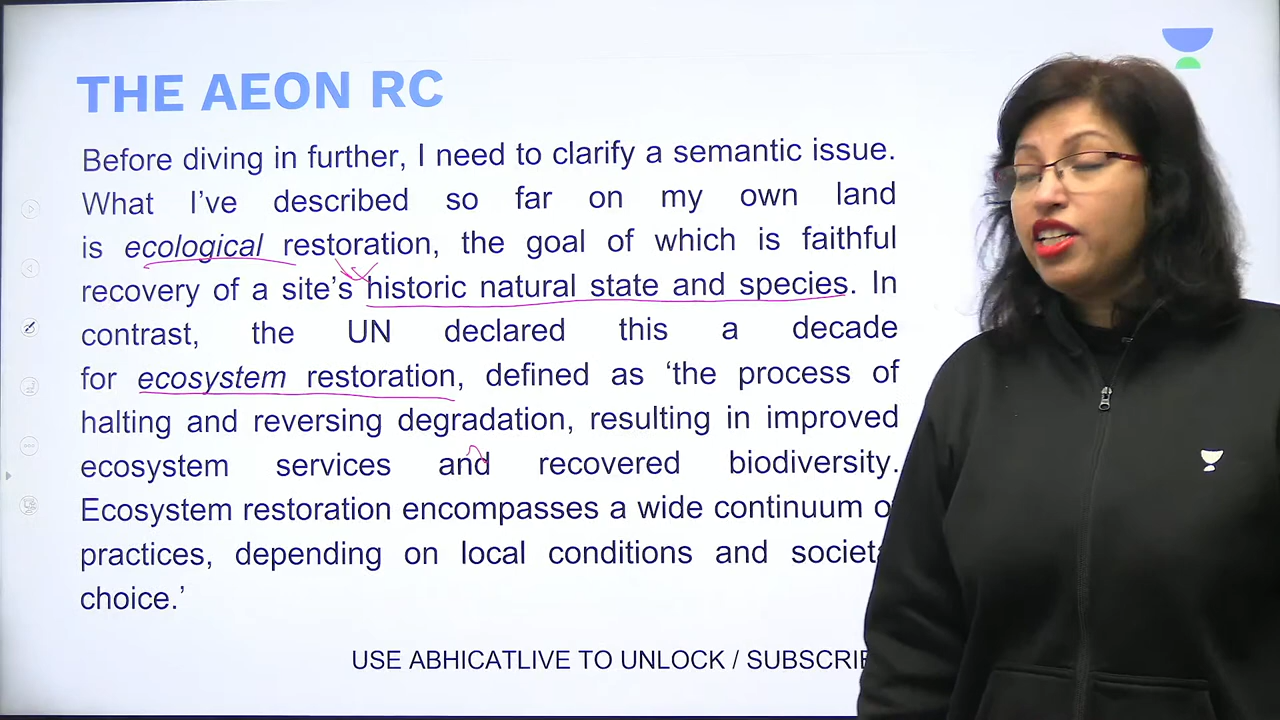 THE AEON RC
Before diving in further, I need to clarify a semantic issue.
What I've described so far on my own land
is ecological restoration, the goal of which is faithful
recovery of a site's historic natural state and species. In
contrast, the UN declared this a decade
for ecosystem restoration, defined as 'the process of
halting and reversing degradation, resulting in improved
ecosystem services and recovered biodiversity.
Ecosystem restoration encompasses a wide continuum
practices, depending on local conditions and
choice.'
USE ABHICATLIVE TO UNLOCK /